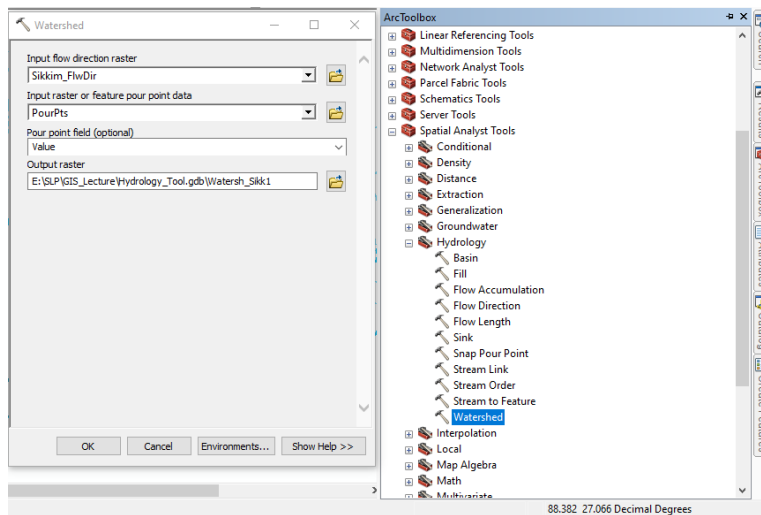 Watershed
Input flow direction raster
Sikkim_FlwDir
Input raster or feature pour point data
PourPts
Pour point field (optional)
Value
Output raster
E:\SLP\GIS_Lecture\Hydrology_Tool.gdb\Watersh_Sikk1
OK Cancel Environments... Show Help >>
ArcToolbox
Linear Referencing Tools
Multidimension Tools
Network Analyst Tools
Parcel Fabric Tools
Schematics Tools
Server Tools
Spatial Analyst Tools
Conditional
Density
Distance
Extraction
Generalization
Groundwater
Hydrology
Basin
Fill
Flow Accumulation
Flow Direction
Flow Length
Sink
Snap Pour Point
Stream Link
Stream Order
Stream to Feature
Watershed
Interpolation
Local
Map Algebra
Math
Multivariate
88.382 27.066 Decimal Degrees